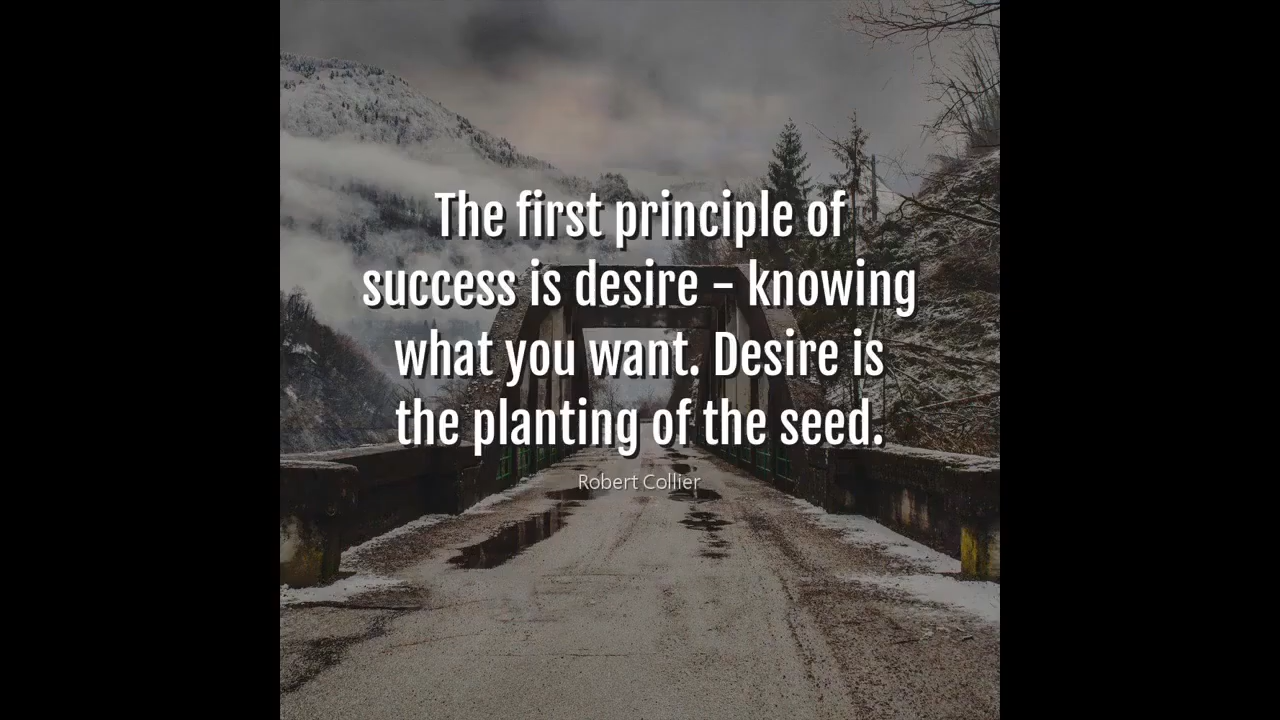 The first principle of
success is desire - knowing
what you want. Desire is
the planting of the seed.
Robert Collier